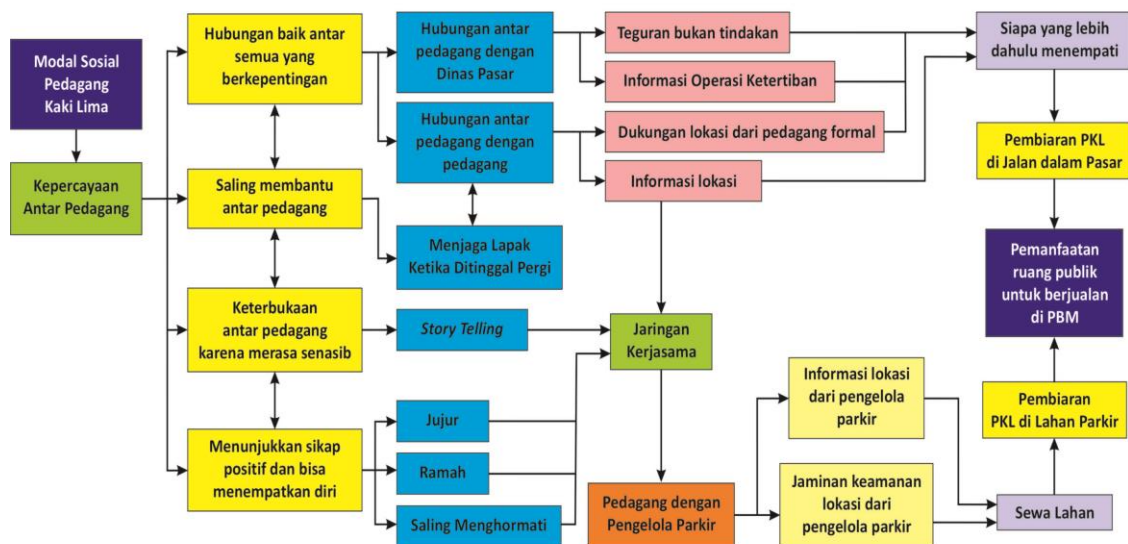 Modal Sosial
Pedagang
Kaki Lima
Kepercayaan
Antar Pedagang
Hubungan baik antar
semua yang
berkepentingan
Saling membantu
antar pedagang
Keterbukaan
antar pedagang
karena merasa senasib
Menunjukkan sikap
positif dan bisa
menempatkan diri
Hubungan antar
pedagang dengan
Dinas Pasar
Hubungan antar
pedagang dengan
pedagang
Menjaga Lapak
Ketika Ditinggal Pergi
Story Telling
Jujur
Ramah
Saling Menghormati
Teguran bukan tindakan
Informasi Operasi Ketertiban
Dukungan lokasi dari pedagang formal
Informasi lokasi
Jaringan
Kerjasama
Pedagang dengan
Pengelola Parkir
Informasi lokasi
dari pengelola
parkir
Jaminan keamanan
lokasi dari
pengelola parkir
Siapa yang lebih
dahulu menempati
Pembiaran PKL
di Jalan dalam Pasar
Pemanfaatan
ruang publik
untuk berjualan
di PBM
Pembiaran
PKL di Lahan Parkir
Sewa Lahan